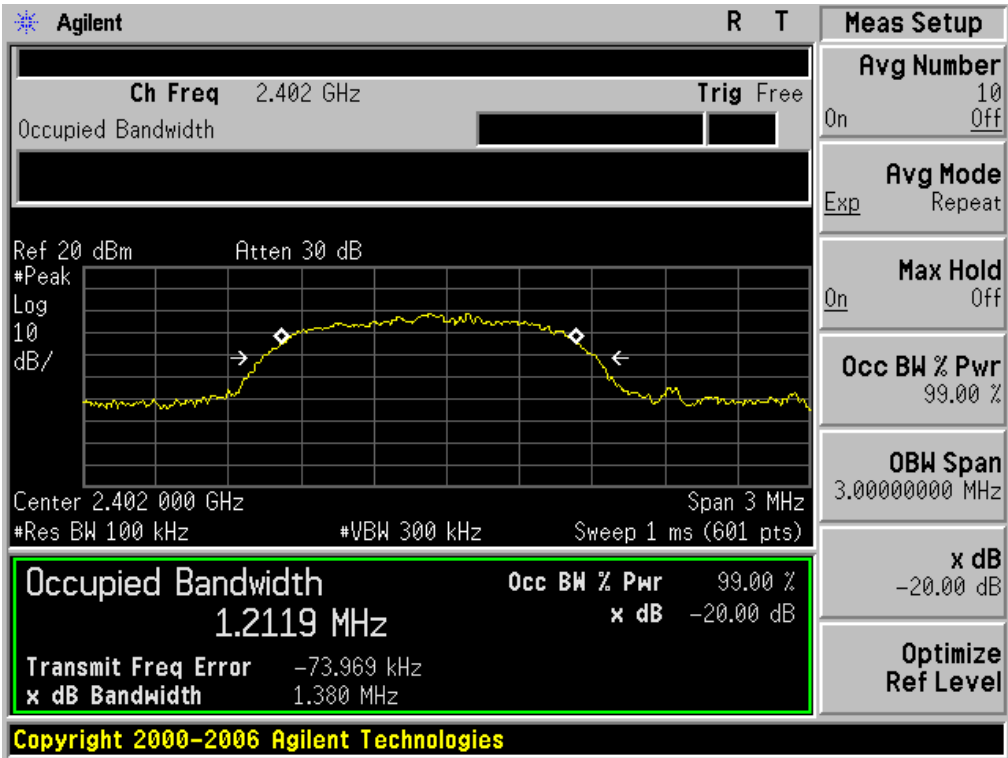 Agilent R T
Ch Freq 2.402 GHz Trig Free
Occupied Bandwidth
Ref 20 dBm Atten 30 dB
#Peak
Log
10
dB/
Center 2.402 000 GHz Span 3 MHz
#Res BW 100 kHz #VBW 300 kHz Sweep 1 ms (601 pts)
Occupied Bandwidth Occ BW % Pwr 99.00 %
1.2119 MHz x dB -20.00 dB
Transmit Freq Error -73.969 kHz
x dB Bandwidth 1.380 MHz
Copyright 2000-2006 Agilent Technologies
Meas Setup
Avg Number
10
On Off
Avg Mode
Exp Repeat
Max Hold
On Off
Occ BW % Pwr
99.00 %
OBW Span
3.00000000 MHz
x dB
-20.00 dB
Optimize
Ref Level